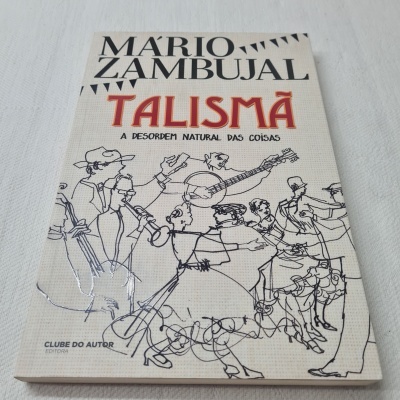 MÁRIO
ZAMBUJAL
TALISMÃ
A DESORDEM NATURAL DAS COISAS
CLUBE DO AUTOR
EDITORA